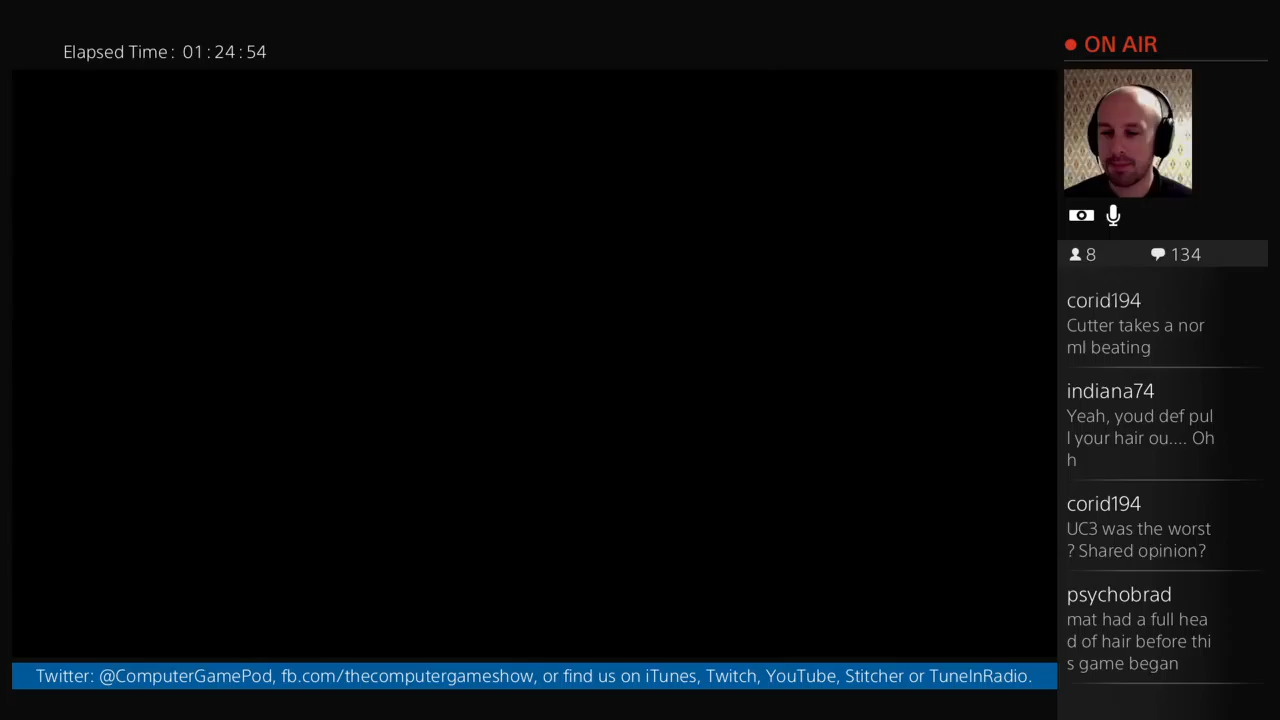 Elapsed Time: 01:24:54
ON AIR
8 134
corid194
Cutter takes a nor
ml beating
indiana74
Yeah, youd def pul
l your hair ou.... Oh
h
corid194
UC3 was the worst
? Shared opinion?
psychobrad
mat had a full hea
d of hair before thi
s game began
Twitter: @ComputerGamePod, fb.com/thecomputergameshow, or find us on iTunes, Twitch, YouTube, Stitcher or TuneInRadio.